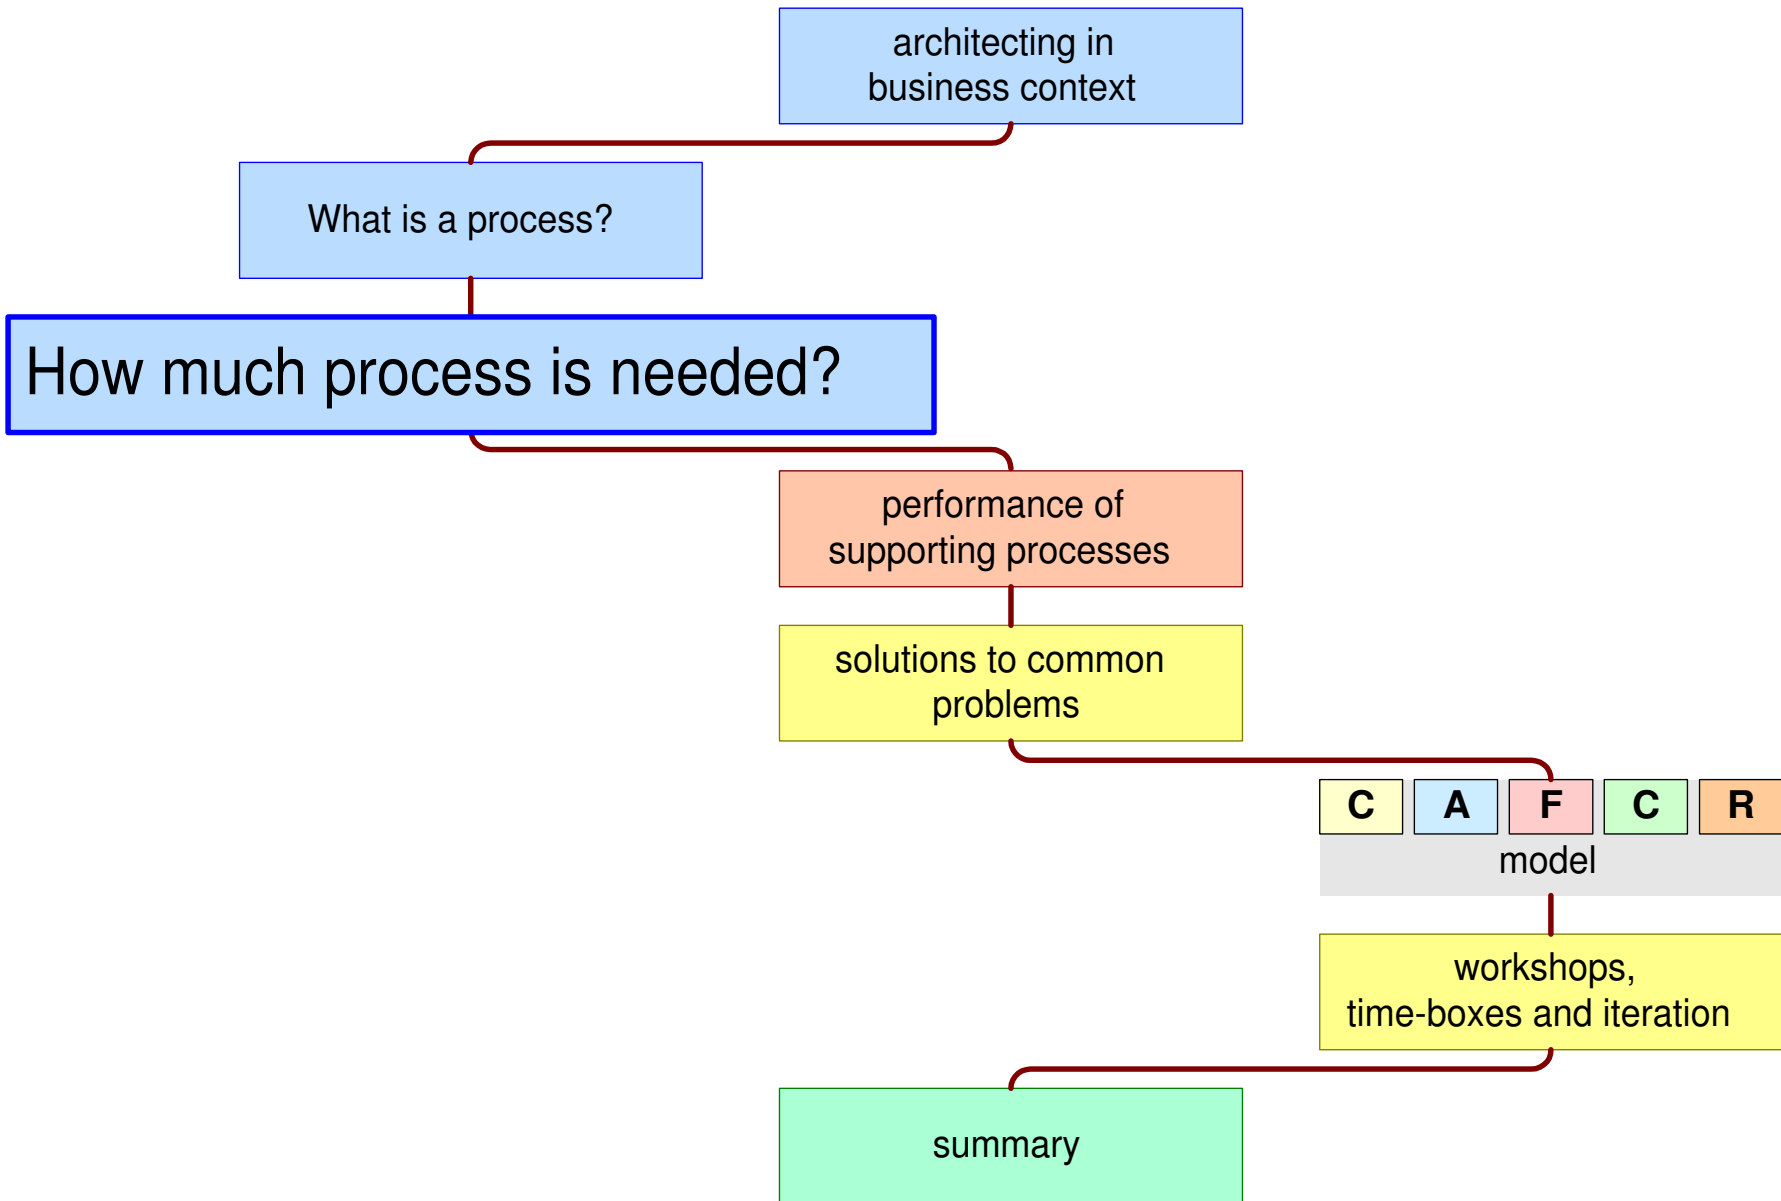 architecting in
business context
What is a process?
How much process is needed?
performance of
supporting processes
solutions to common
problems
C A F C R
model
workshops,
time-boxes and iteration
summary